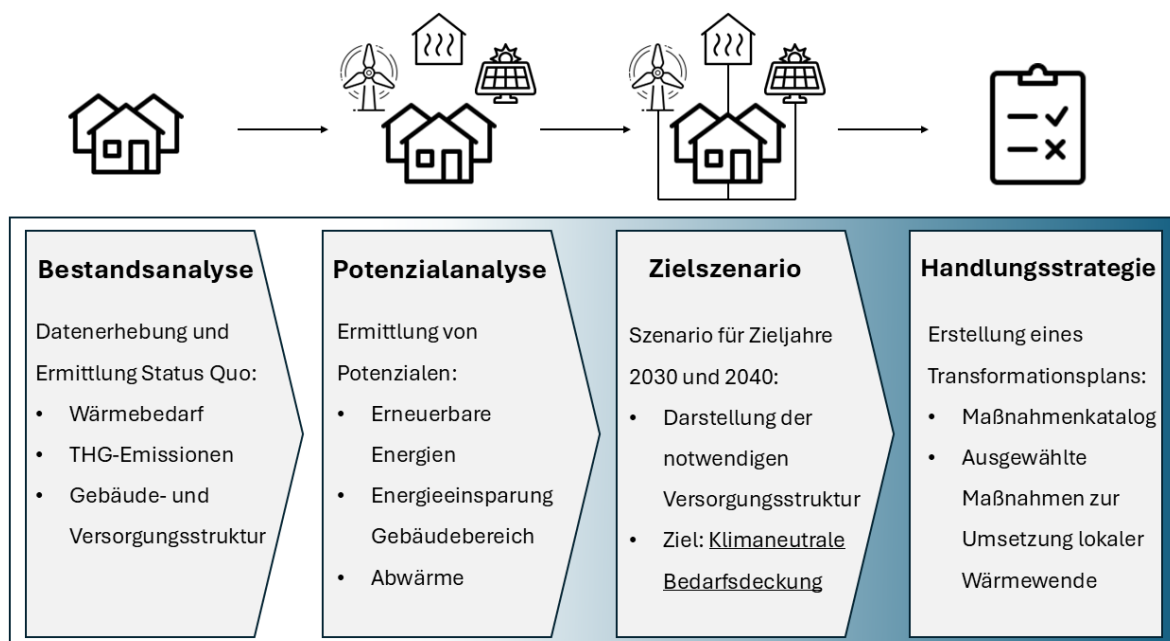 Bestandsanalyse
Datenerhebung und
Ermittlung Status Quo:
• Wärmebedarf
• THG-Emissionen
• Gebäude- und
Versorgungsstruktur
Potenzialanalyse
Ermittlung von
Potenzialen:
• Erneuerbare
Energien
• Energieeinsparung
Gebäudebereich
• Abwärme
Zielszenario
Szenario für Zieljahre
2030 und 2040:
• Darstellung der
notwendigen
Versorgungsstruktur
• Ziel: Klimaneutrale
Bedarfsdeckung
Handlungsstrategie
Erstellung eines
Transformationsplans:
• Maßnahmenkatalog
• Ausgewählte
Maßnahmen zur
Umsetzung lokaler
Wärmewende